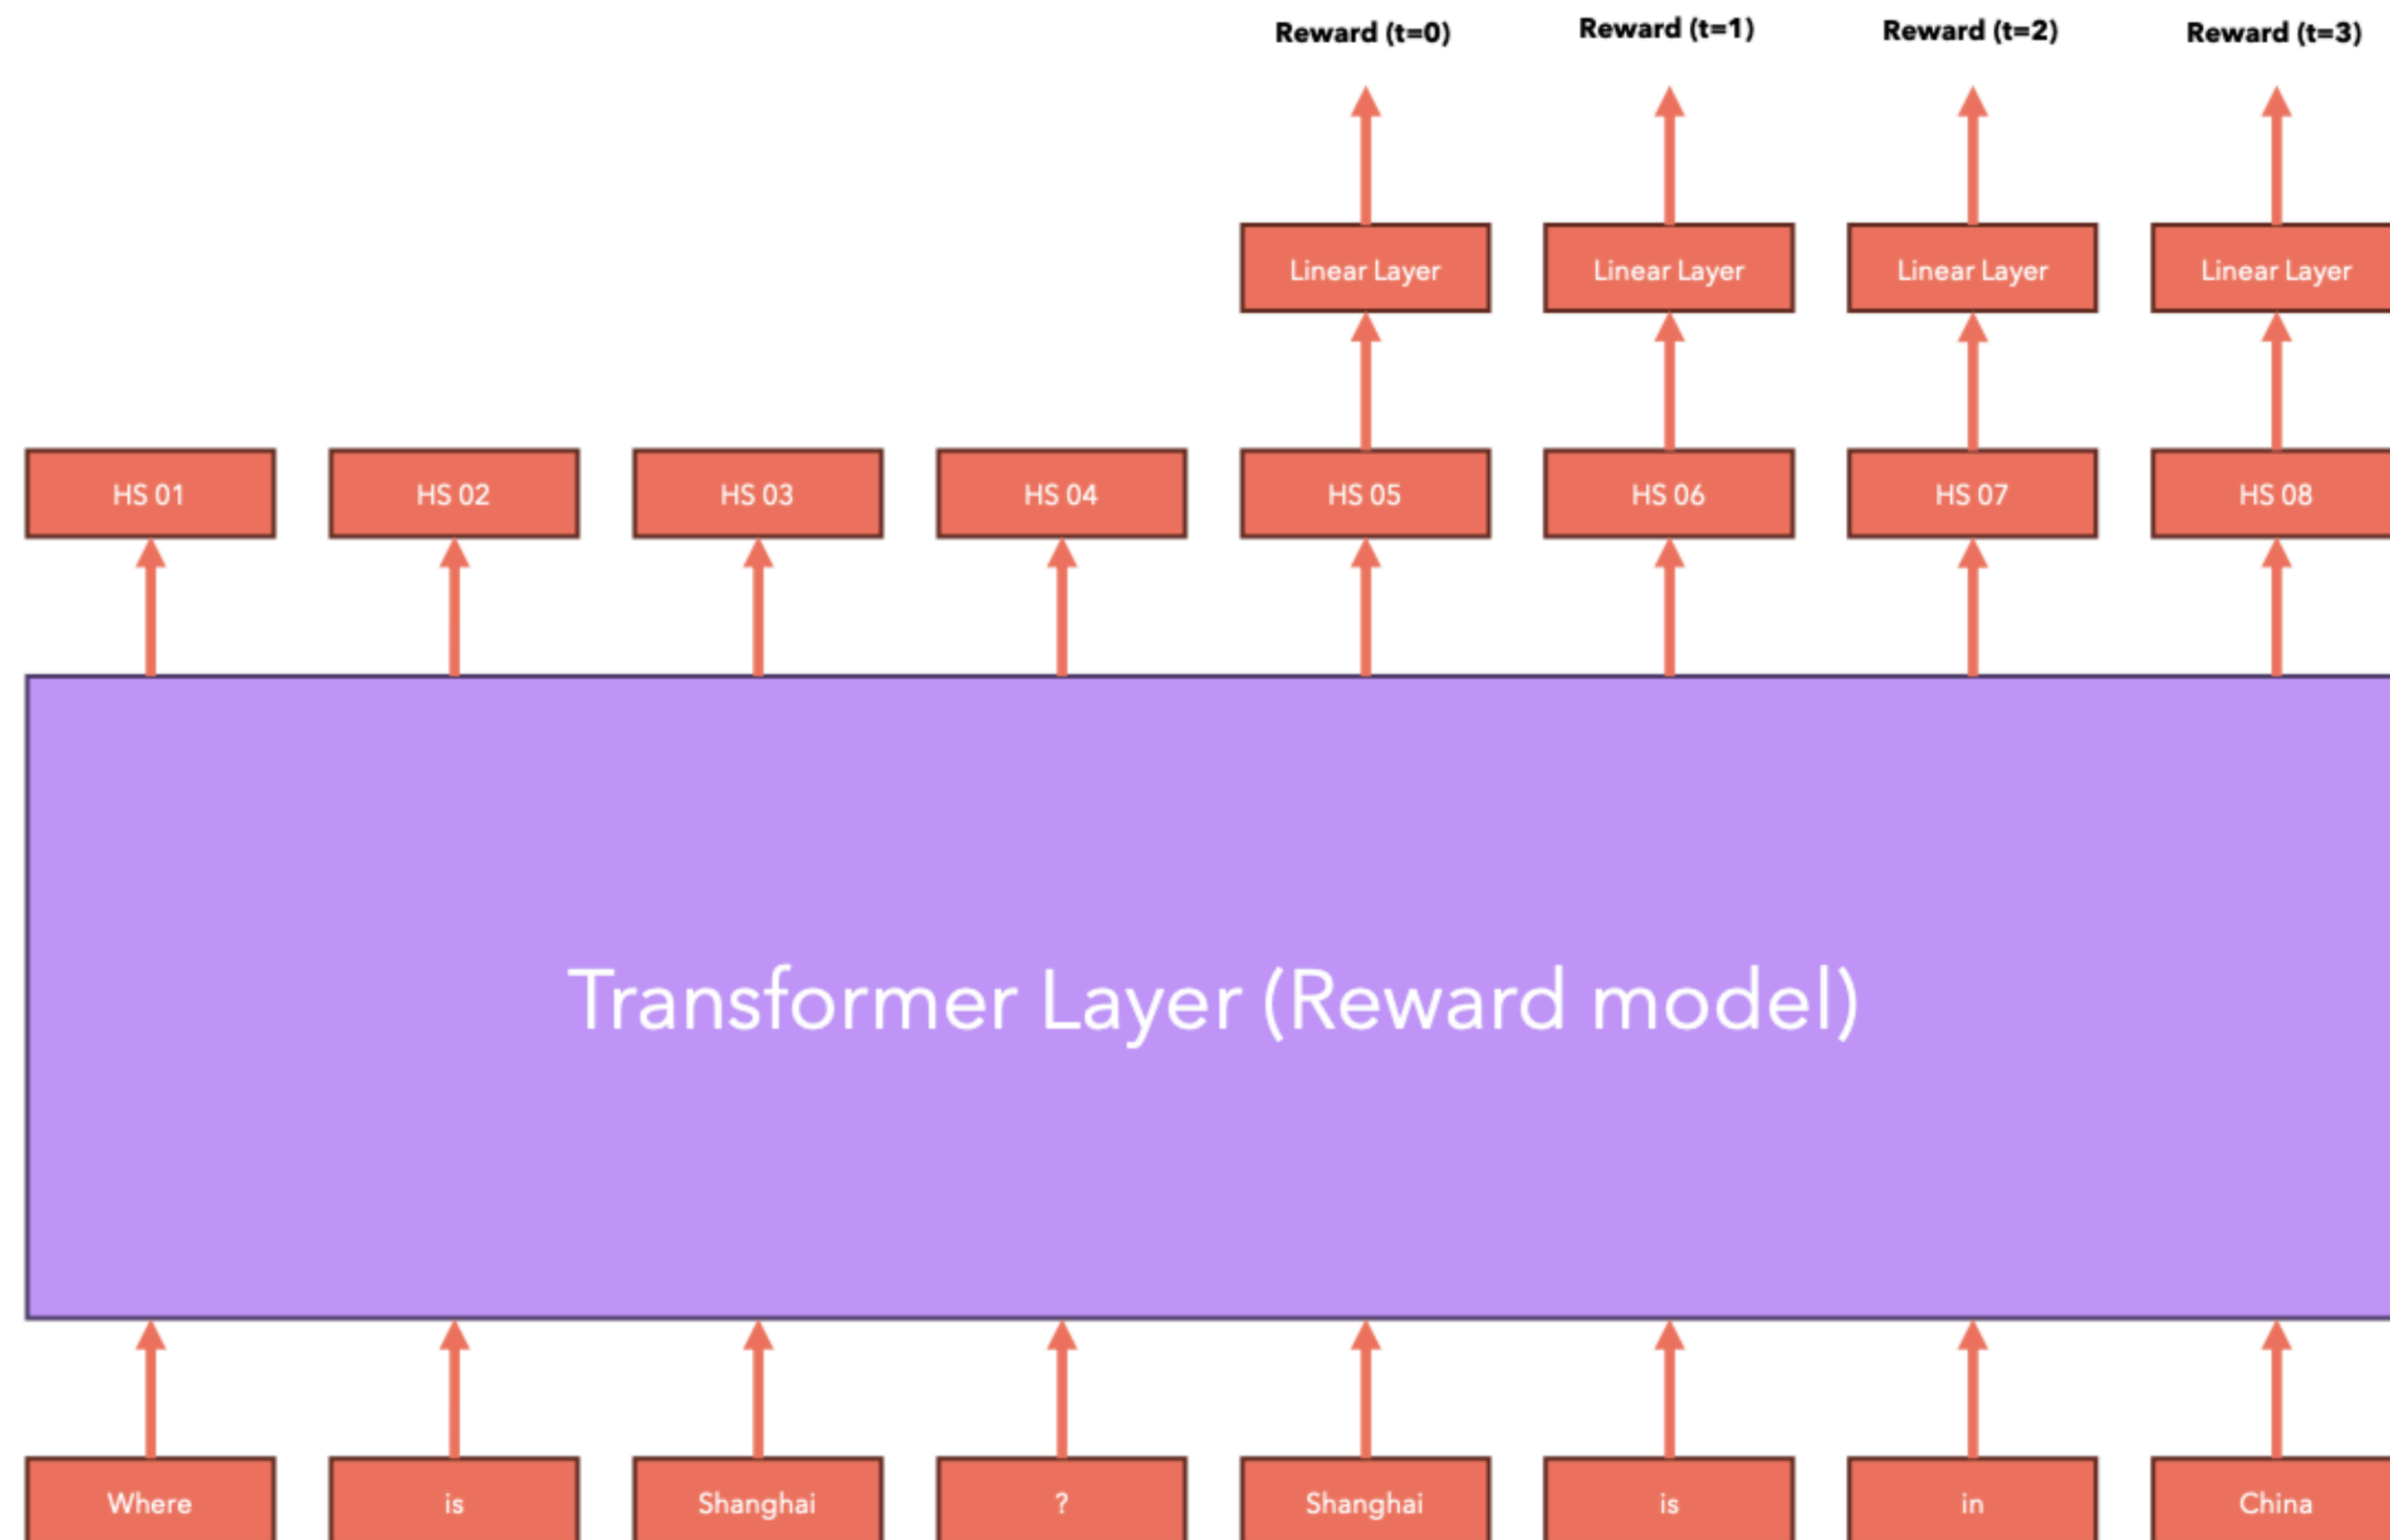 Reward (t=0) Reward (t=1) Reward (t=2) Reward (t=3)
Linear Layer Linear Layer Linear Layer Linear Layer
HS 01 HS 02 HS 03 HS 04 HS 05 HS 06 HS 07 HS 08
Transformer Layer (Reward model)
Where is Shanghai ? Shanghai is in China